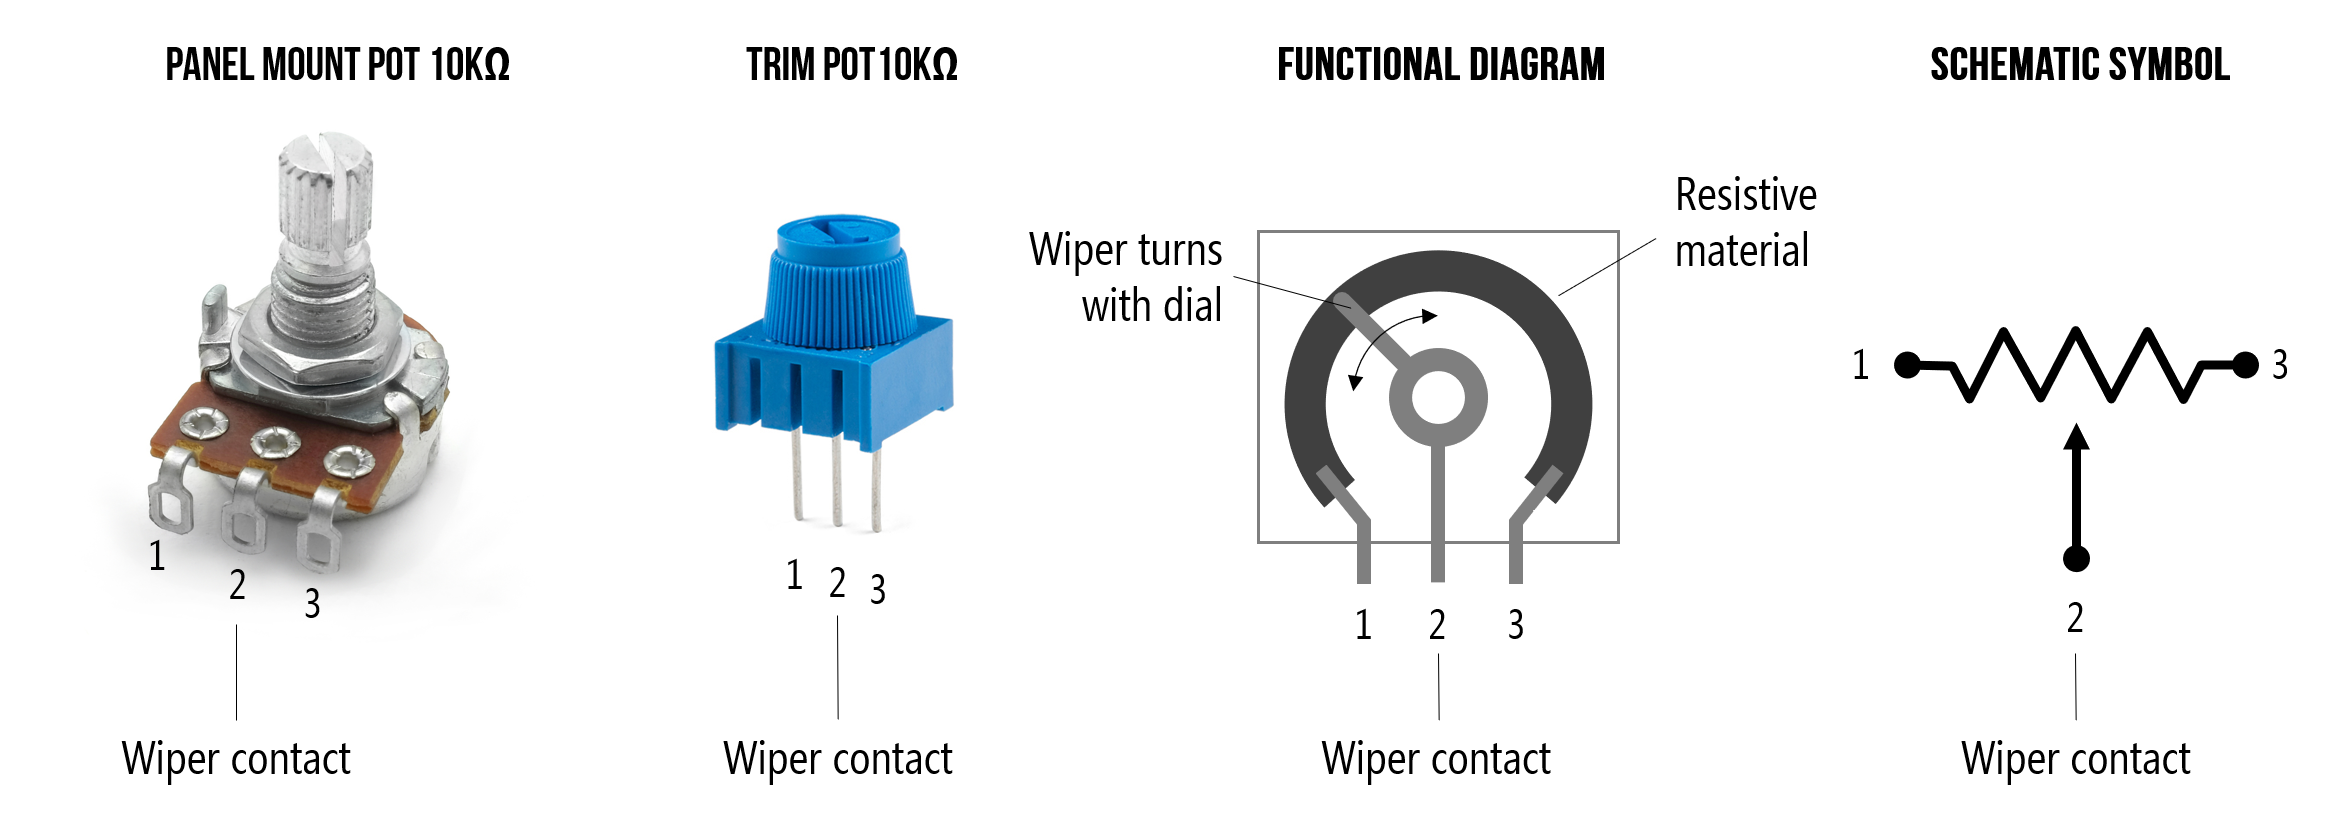 PANEL MOUNT POT 10KΩ
TRIM POT 10KΩ
FUNCTIONAL DIAGRAM
SCHEMATIC SYMBOL
1
2
3
Wiper contact
1
2
3
Wiper contact
Wiper turns
with dial
Resistive
material
1
2
3
Wiper contact
1
3
2
Wiper contact